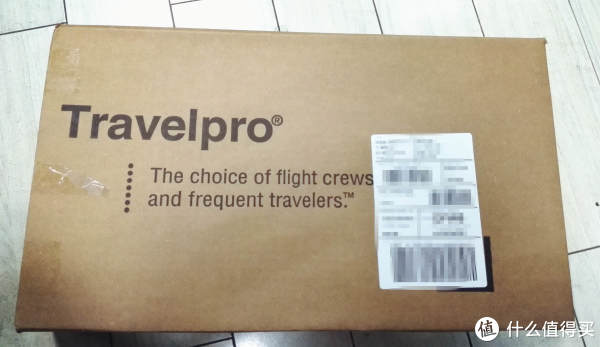 Travelpro®
The choice of flight crews
and frequent travelers.™
值 什么值得买